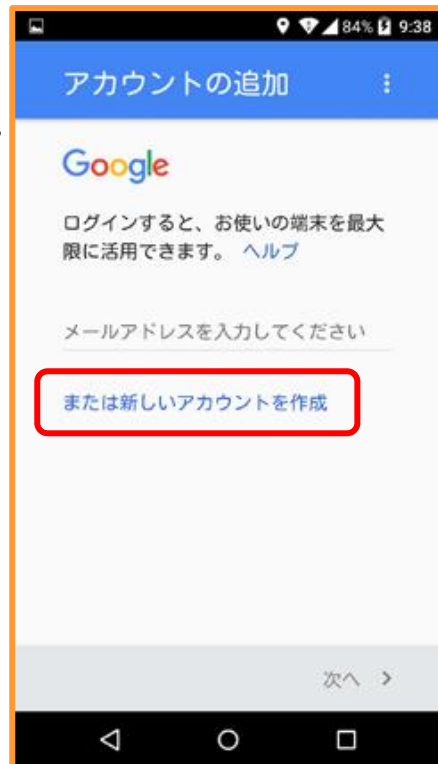 84% 9:38
アカウントの追加
Google
ログインすると、お使いの端末を最大
限に活用できます。 ヘルプ
メールアドレスを入力してください
または新しいアカウントを作成
次へ